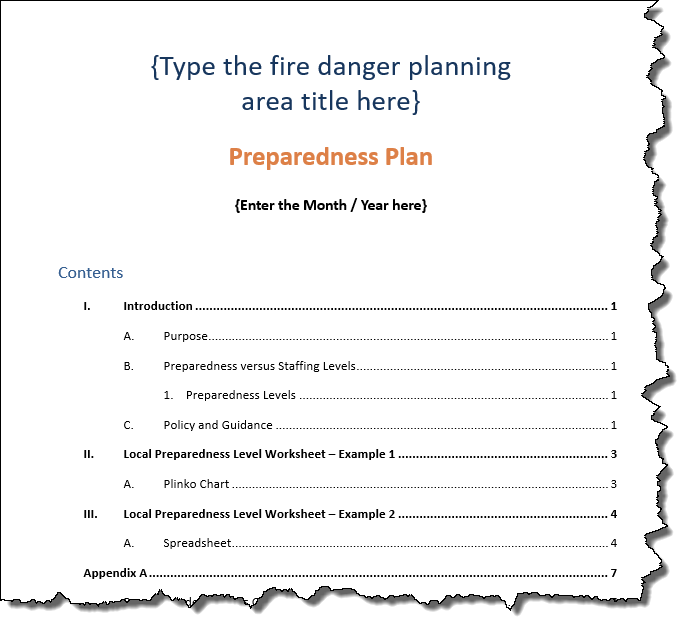 {Type the fire danger planning
area title here}
Preparedness Plan
{Enter the Month / Year here}
Contents
I. Introduction ........ 1
A. Purpose........ 1
B. Preparedness versus Staffing Levels........ 1
1. Preparedness Levels ........ 1
C. Policy and Guidance ........ 1
II. Local Preparedness Level Worksheet – Example 1 ........ 3
A. Plinko Chart ........ 3
III. Local Preparedness Level Worksheet – Example 2 ........ 4
A. Spreadsheet........ 4
Appendix A........ 7